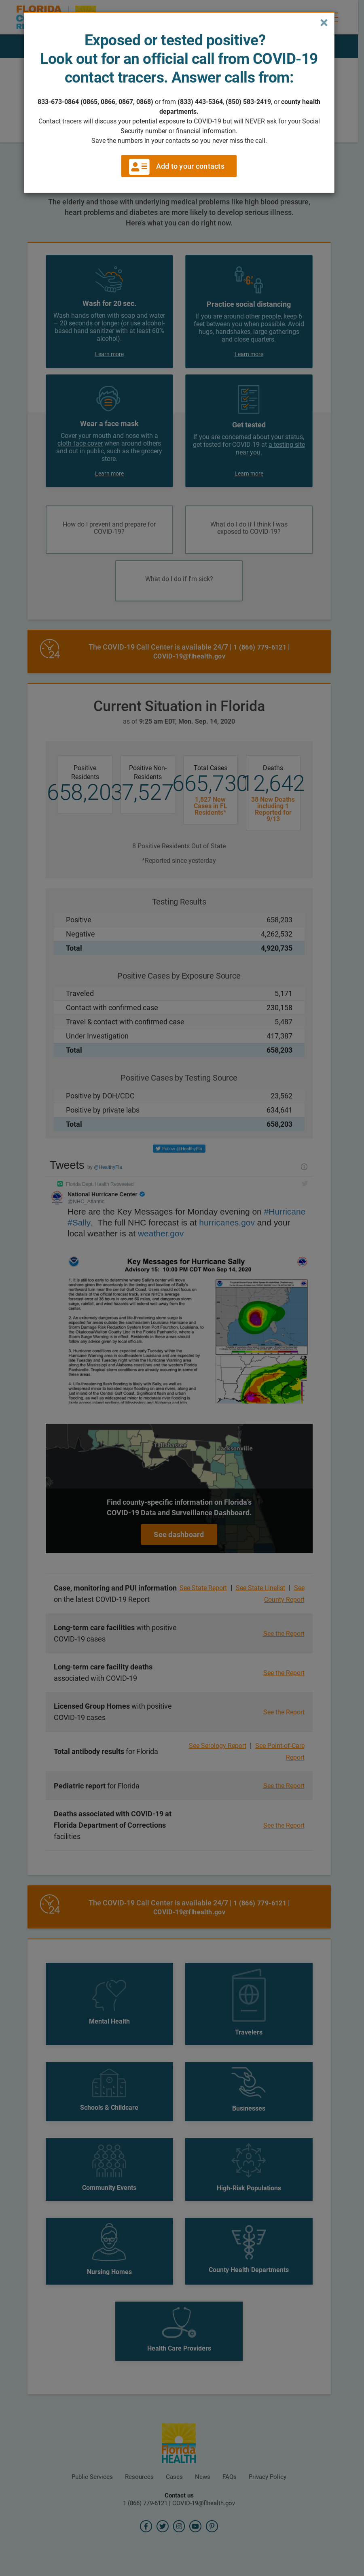 FLORIDA
×
Exposed or tested positive?
Look out for an official call from COVID-19
contact tracers. Answer calls from:
833-673-0864 (0865, 0866, 0867, 0868) or from (833) 443-5364, (850) 583-2419, or county health
departments.
Contact tracers will discuss your potential exposure to COVID-19 but will NEVER ask for your Social
Security number or financial information.
Save the numbers in your contacts so you never miss the call.
Add to your contacts
The elderly and those with underlying medical problems like high blood pressure,
heart problems and diabetes are more likely to develop serious illness.
Here's what you can do right now.
Wash for 20 sec.
Wash hands often with soap and water
– 20 seconds or longer (or use alcohol-
based hand sanitizer with at least 60%
alcohol).
Learn more
6'
Practice social distancing
If you are around other people, keep 6
feet between you when possible. Avoid
hugs, handshakes, large gatherings
and close quarters.
Learn more
Wear a face mask
Cover your mouth and nose with a
cloth face cover when around others
and out in public, such as the grocery
store.
Learn more
Get tested
If you are concerned about your status,
get tested for COVID-19 at a testing site
near you.
Learn more
How do I prevent and prepare for
COVID-19?
What do I do if I think I was
exposed to COVID-19?
What do I do if I'm sick?
24
The COVID-19 Call Center is available 24/7 | 1 (866) 779-6121 |
COVID-19@flhealth.gov
Current Situation in Florida
as of 9:25 am EDT, Mon. Sep. 14, 2020
Positive
Residents
658,203
Positive Non-
Residents
7,527
Total Cases
665,730
1,827 New
Cases in FL
Residents*
Deaths
12,642
38 New Deaths
including 1
Reported for
9/13
8 Positive Residents Out of State
*Reported since yesterday
Testing Results
Positive 658,203
Negative 4,262,532
Total 4,920,735
Positive Cases by Exposure Source
Traveled 5,171
Contact with confirmed case 230,158
Travel & contact with confirmed case 5,487
Under Investigation 417,387
Total 658,203
Positive Cases by Testing Source
Positive by DOH/CDC 23,562
Positive by private labs 634,641
Total 658,203
Follow @HealthyFla
Tweets by @HealthyFla
Florida Dept. Health Retweeted
National Hurricane Center
@NHC_Atlantic
Here are the Key Messages for Monday evening on #Hurricane
#Sally. The full NHC forecast is at hurricanes.gov and your
local weather is at weather.gov
Key Messages for Hurricane Sally
Advisory 15: 10:00 PM CDT Mon Sep 14, 2020
Find county-specific information on Florida's
COVID-19 Data and Surveillance Dashboard.
See dashboard
Case, monitoring and PUI information
on the latest COVID-19 Report
See State Report | See State Linelist | See
County Report
Long-term care facilities with positive
COVID-19 cases
See the Report
Long-term care facility deaths
associated with COVID-19
See the Report
Licensed Group Homes with positive
COVID-19 cases
See the Report
Total antibody results for Florida
See Serology Report | See Point-of-Care
Report
Pediatric report for Florida
See the Report
Deaths associated with COVID-19 at
Florida Department of Corrections
facilities
See the Report
24
The COVID-19 Call Center is available 24/7 | 1 (866) 779-6121 |
COVID-19@flhealth.gov
Mental Health
Travelers
Schools & Childcare
Businesses
Community Events
High-Risk Populations
Nursing Homes
County Health Departments
Health Care Providers
Florida
HEALTH
Public Services Resources Cases News FAQs Privacy Policy
Contact us
1 (866) 779-6121 | COVID-19@flhealth.gov